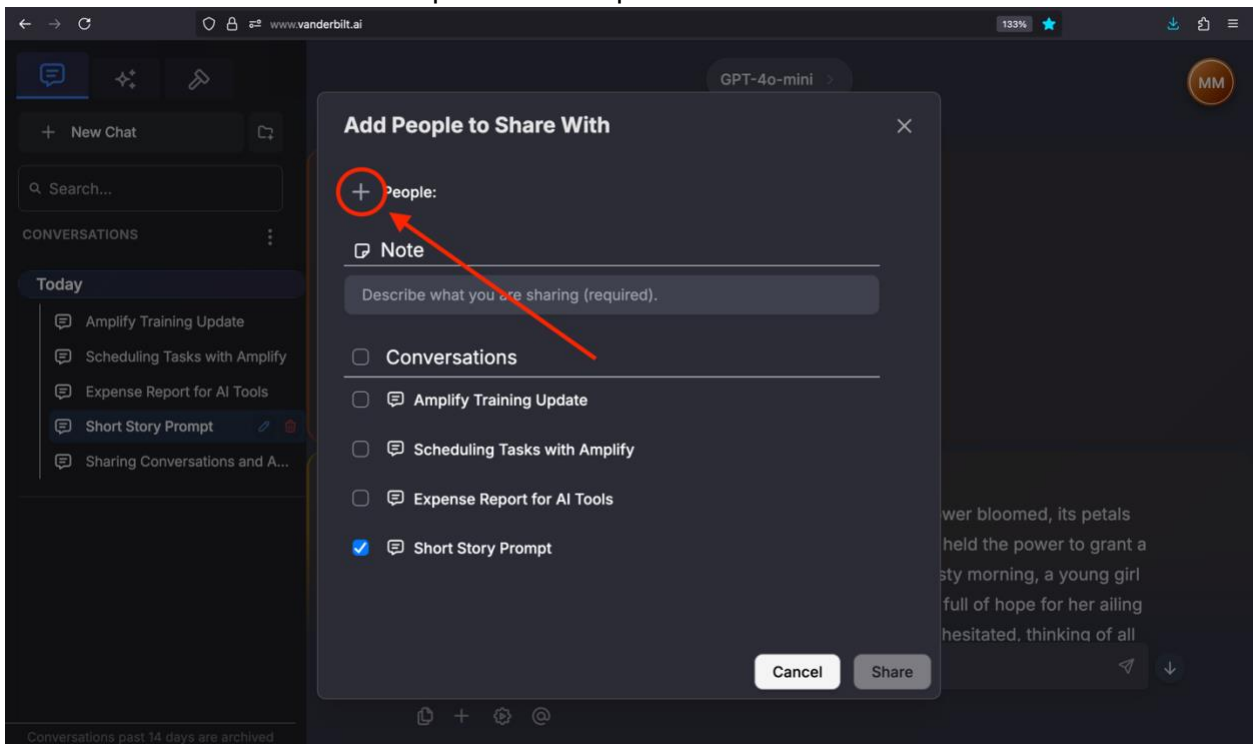 www.vanderbilt.ai
133%
GPT-4o-mini >
MM
+ New Chat
Search...
CONVERSATIONS
Today
Amplify Training Update
Scheduling Tasks with Amplify
Expense Report for AI Tools
Short Story Prompt
Sharing Conversations and A...
Conversations past 14 days are archived
Add People to Share With
People:
Note
Describe what you are sharing (required).
Conversations
Amplify Training Update
Scheduling Tasks with Amplify
Expense Report for AI Tools
Short Story Prompt
Cancel
Share
wer bloomed, its petals
held the power to grant a
sty morning, a young girl
full of hope for her ailing
hesitated, thinking of all